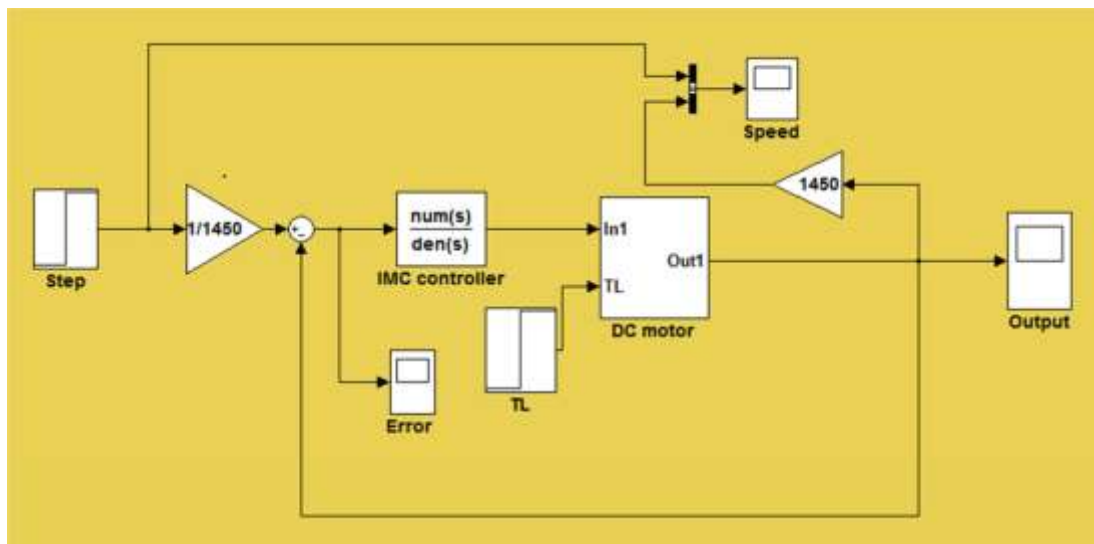 Speed
1450
1/1450
Step
num(s)
den(s)
IMC controller
In1
Out1
TL
DC motor
Output
TL
Error